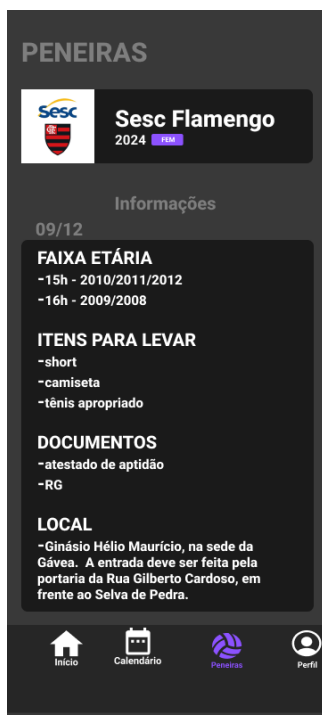 PENEIRAS
Sesc
Sesc Flamengo
2024 FEM
Informações
09/12
FAIXA ETÁRIA
-15h - 2010/2011/2012
-16h - 2009/2008
ITENS PARA LEVAR
-short
-camiseta
-tênis apropriado
DOCUMENTOS
-atestado de aptidão
-RG
LOCAL
-Ginásio Hélio Maurício, na sede da
Gávea. A entrada deve ser feita pela
portaria da Rua Gilberto Cardoso, em
frente ao Selva de Pedra.
Início Calendário Peneiras Perfil